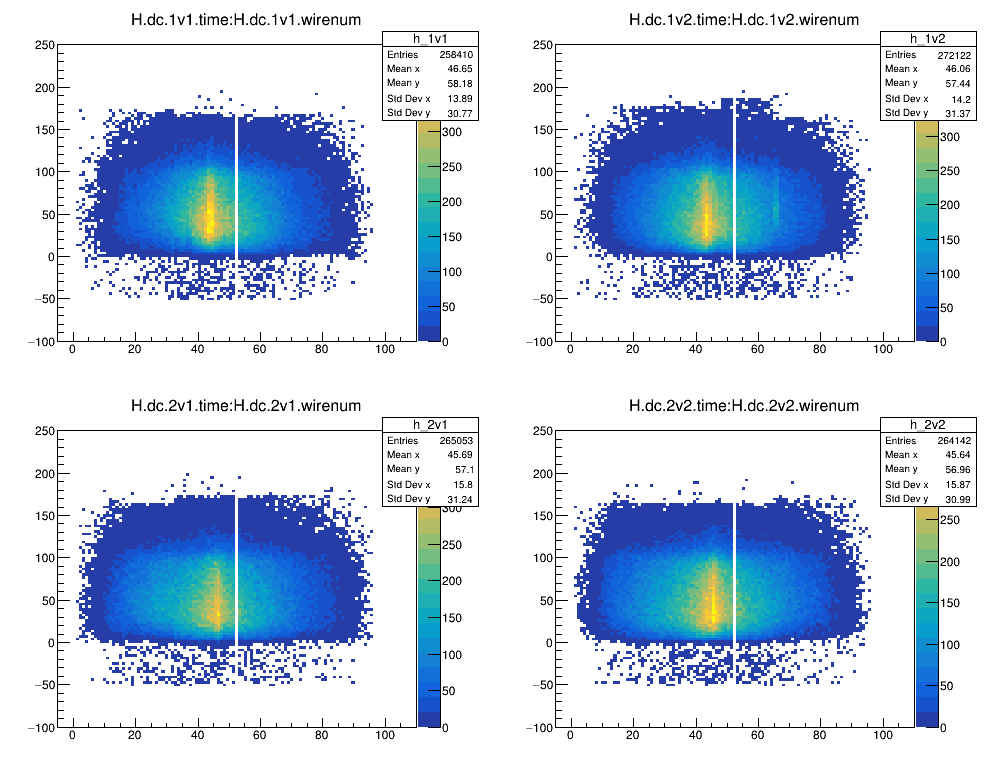 H.dc.1v1.time:H.dc.1v1.wirenum
h_1v1
Entries 258410
Mean x 46.65
Mean y 58.18
Std Dev x 13.89
Std Dev y 30.77
250
200
150
100
50
0
−50
−100
0 20 40 60 80 100
300
250
200
150
100
50
0
H.dc.1v2.time:H.dc.1v2.wirenum
h_1v2
Entries 272122
Mean x 46.06
Mean y 57.44
Std Dev x 14.2
Std Dev y 31.37
250
200
150
100
50
0
−50
−100
0 20 40 60 80 100
300
250
200
150
100
50
0
H.dc.2v1.time:H.dc.2v1.wirenum
h_2v1
Entries 265053
Mean x 45.69
Mean y 57.1
Std Dev x 15.8
Std Dev y 31.24
250
200
150
100
50
0
−50
−100
0 20 40 60 80 100
300
250
200
150
100
50
0
H.dc.2v2.time:H.dc.2v2.wirenum
h_2v2
Entries 264142
Mean x 45.64
Mean y 56.96
Std Dev x 15.87
Std Dev y 30.99
250
200
150
100
50
0
−50
−100
0 20 40 60 80 100
250
200
150
100
50
0